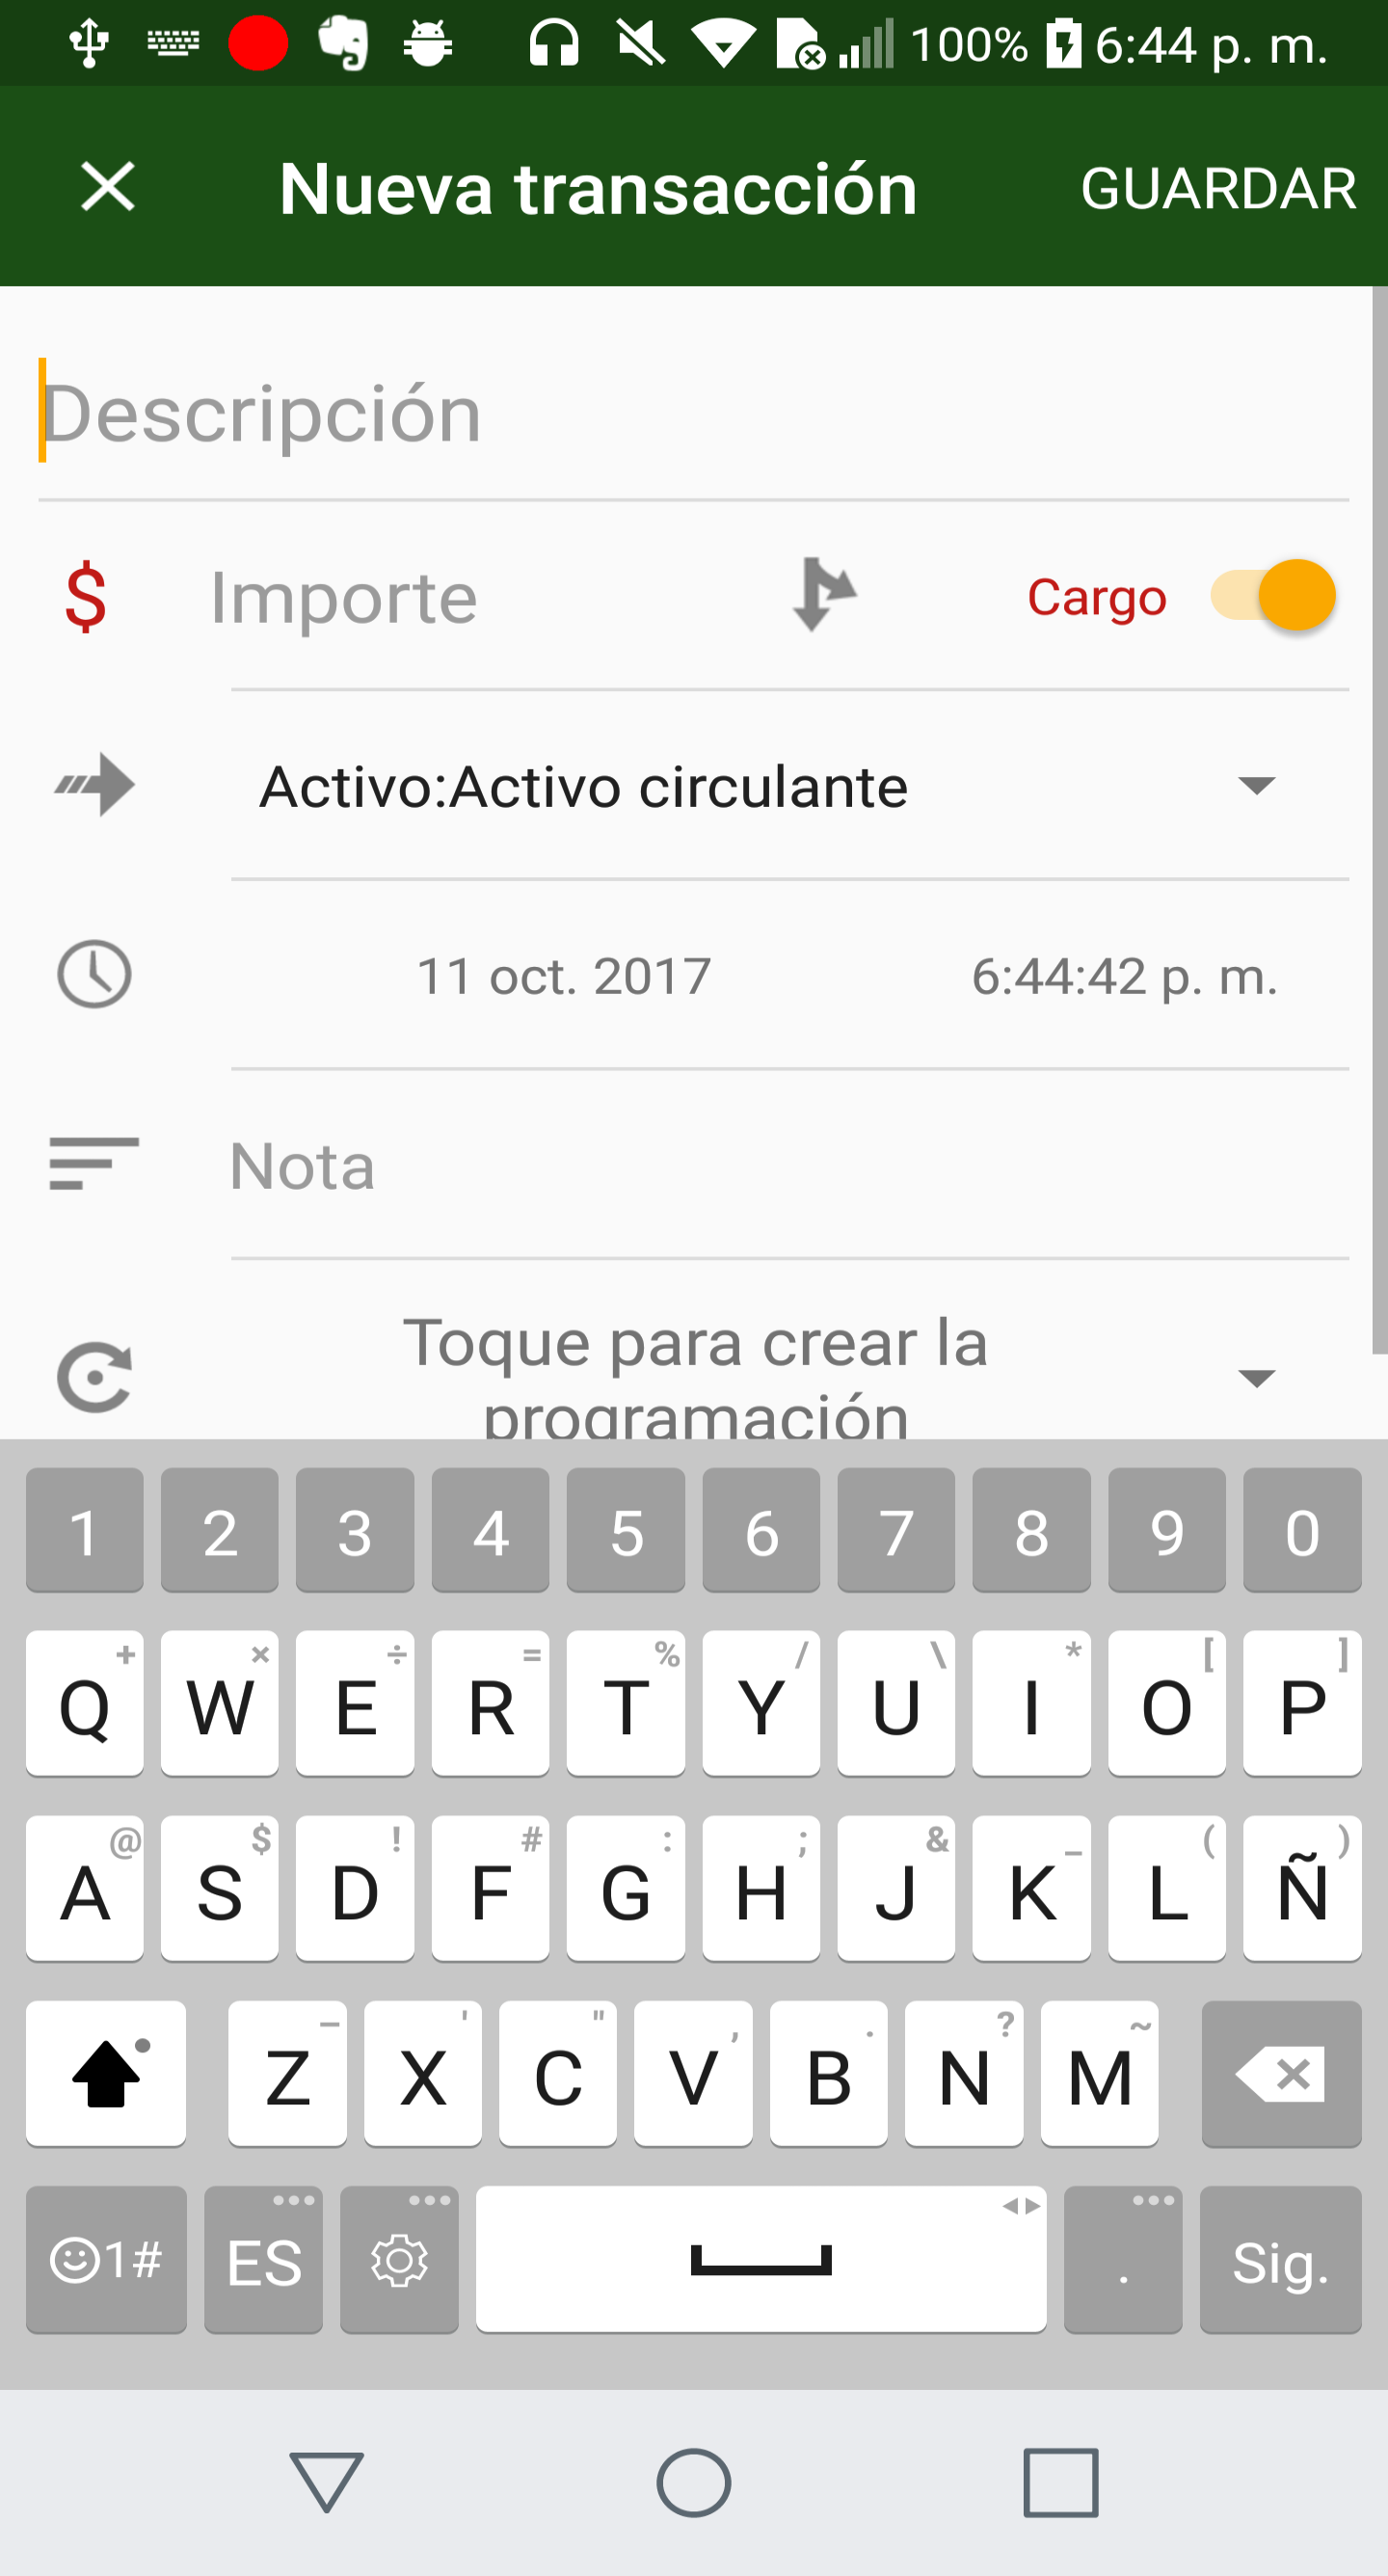 100% 6:44 p. m.
Nueva transacción GUARDAR
Descripción
$ Importe Cargo
Activo:Activo circulante
11 oct. 2017 6:44:42 p. m.
Nota
Toque para crear la
programación
1 2 3 4 5 6 7 8 9 0
+ × ÷ = % / \ * [ ]
Q W E R T Y U I O P
@ $ ! # : ; & _ ( )
A S D F G H J K L Ñ
– ' " , . ? ~
Z X C V B N M
1# ES . Sig.